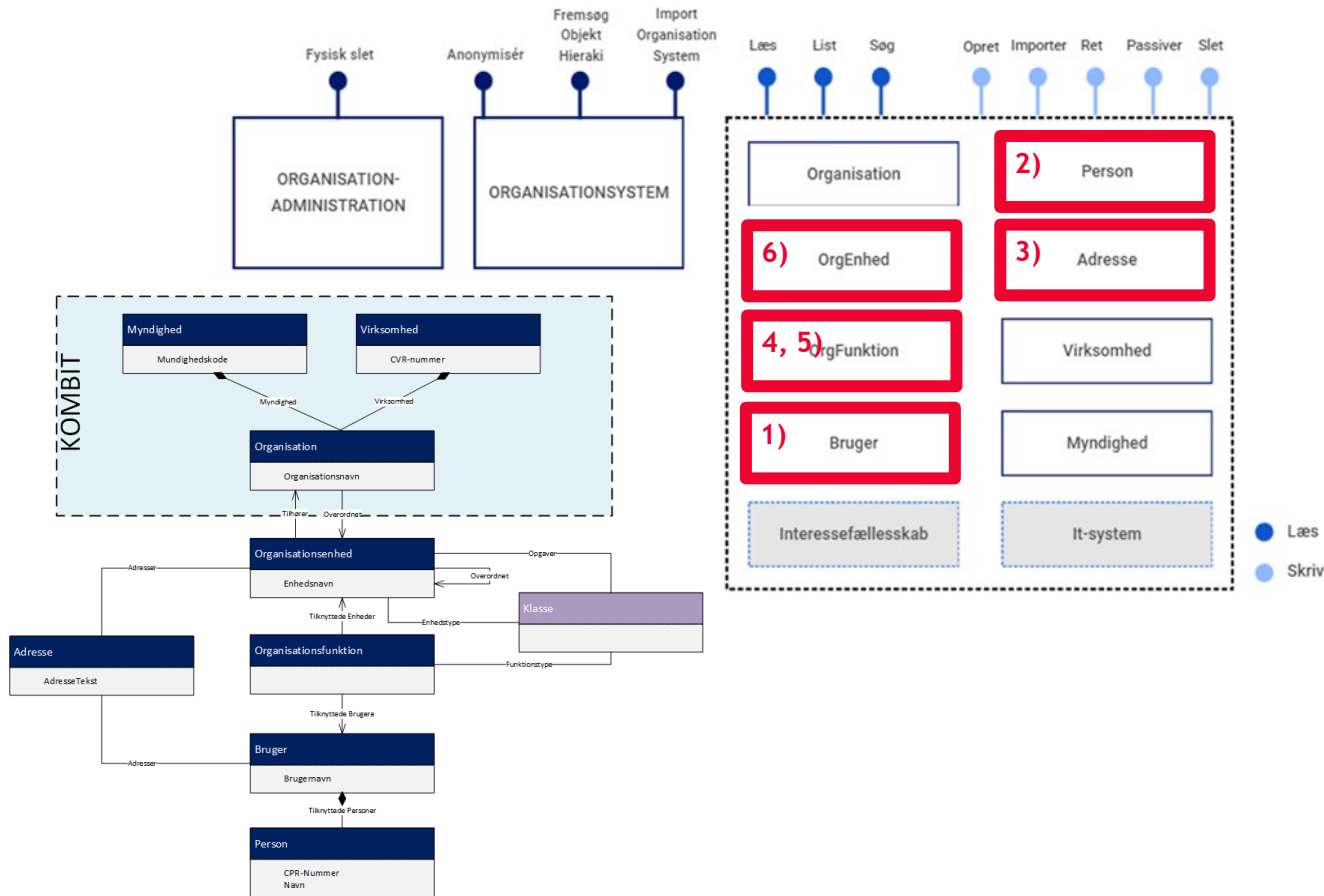 Fysisk slet
Anonymisér
Fremsøg
Objekt
Hieraki
Import
Organisation
System
Læs
List
Søg
Opret
Importer
Ret
Passiver
Slet
ORGANISATION-
ADMINISTRATION
ORGANISATIONSYSTEM
Organisation
2)
Person
6)
OrgEnhed
3)
Adresse
4, 5)
OrgFunktion
Virksomhed
1)
Bruger
Myndighed
Interessefællesskab
It-system
Læs
Skriv
KOMBIT
Myndighed
Mundighedskode
Virksomhed
CVR-nummer
Myndighed
Virksomhed
Organisation
Organisationsnavn
Tilhører
Overordnet
Organisationsenhed
Enhedsnavn
Adresser
Opgaver
Overordnet
Tilknyttede Enheder
Enhedstype
Klasse
Adresse
AdresseTekst
Organisationsfunktion
Funktionstype
Tilknyttede Brugere
Bruger
Brugernavn
Adresser
Tilknyttede Personer
Person
CPR-Nummer
Navn